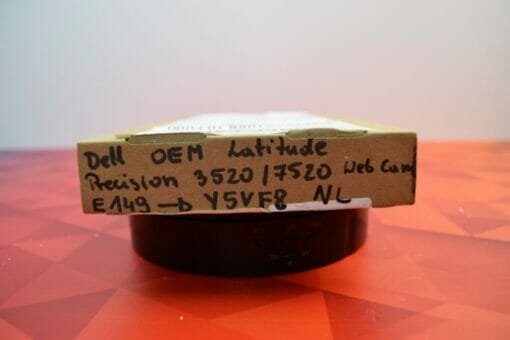 Dell OEM Latitude
Precision 3520/7520 Web Cam
E149 → Y5VF8 NL